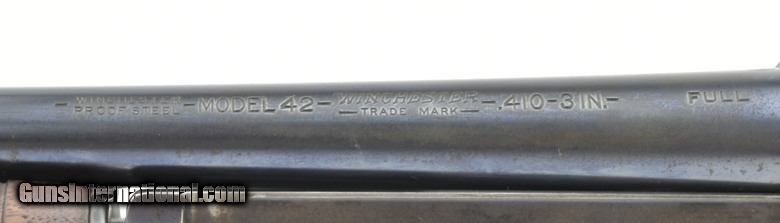 WINCHESTER
PROOF STEEL
-MODEL 42-
WINCHESTER
TRADE MARK
-.410-3 IN.-
FULL
GunsInternational.com